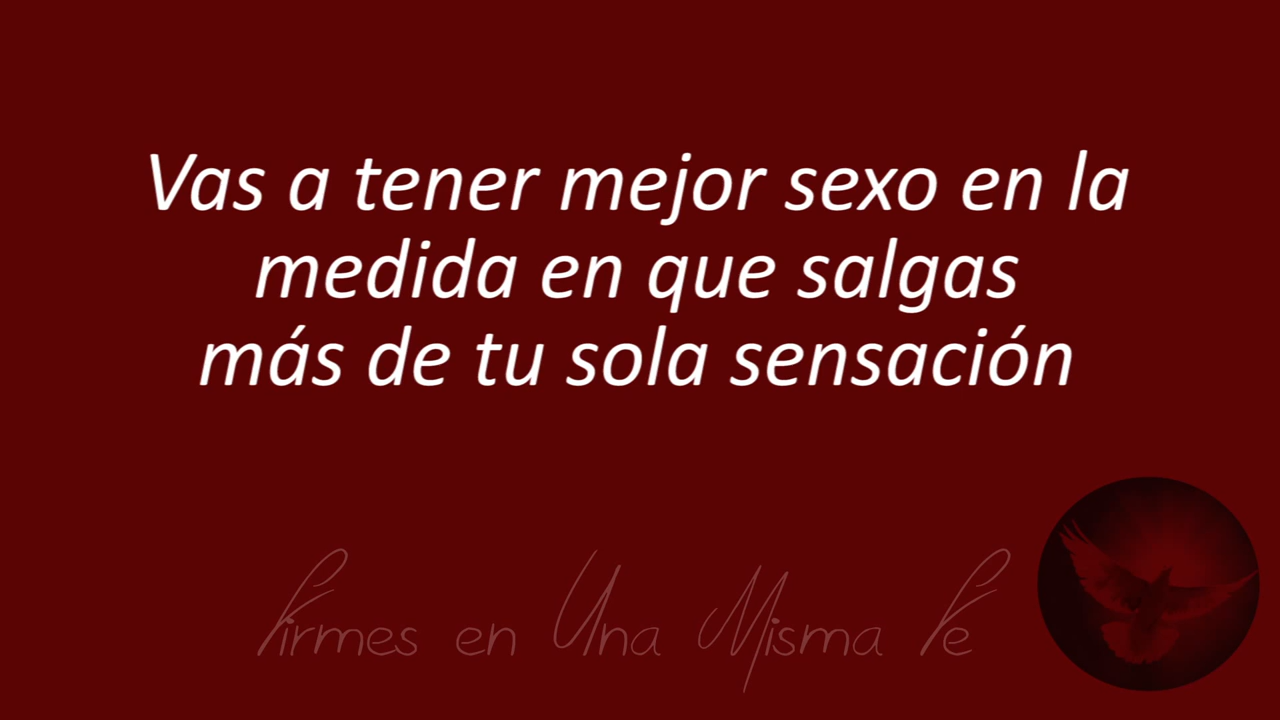 Vas a tener mejor sexo en la
medida en que salgas
más de tu sola sensación
Firmes en Una Misma Fe